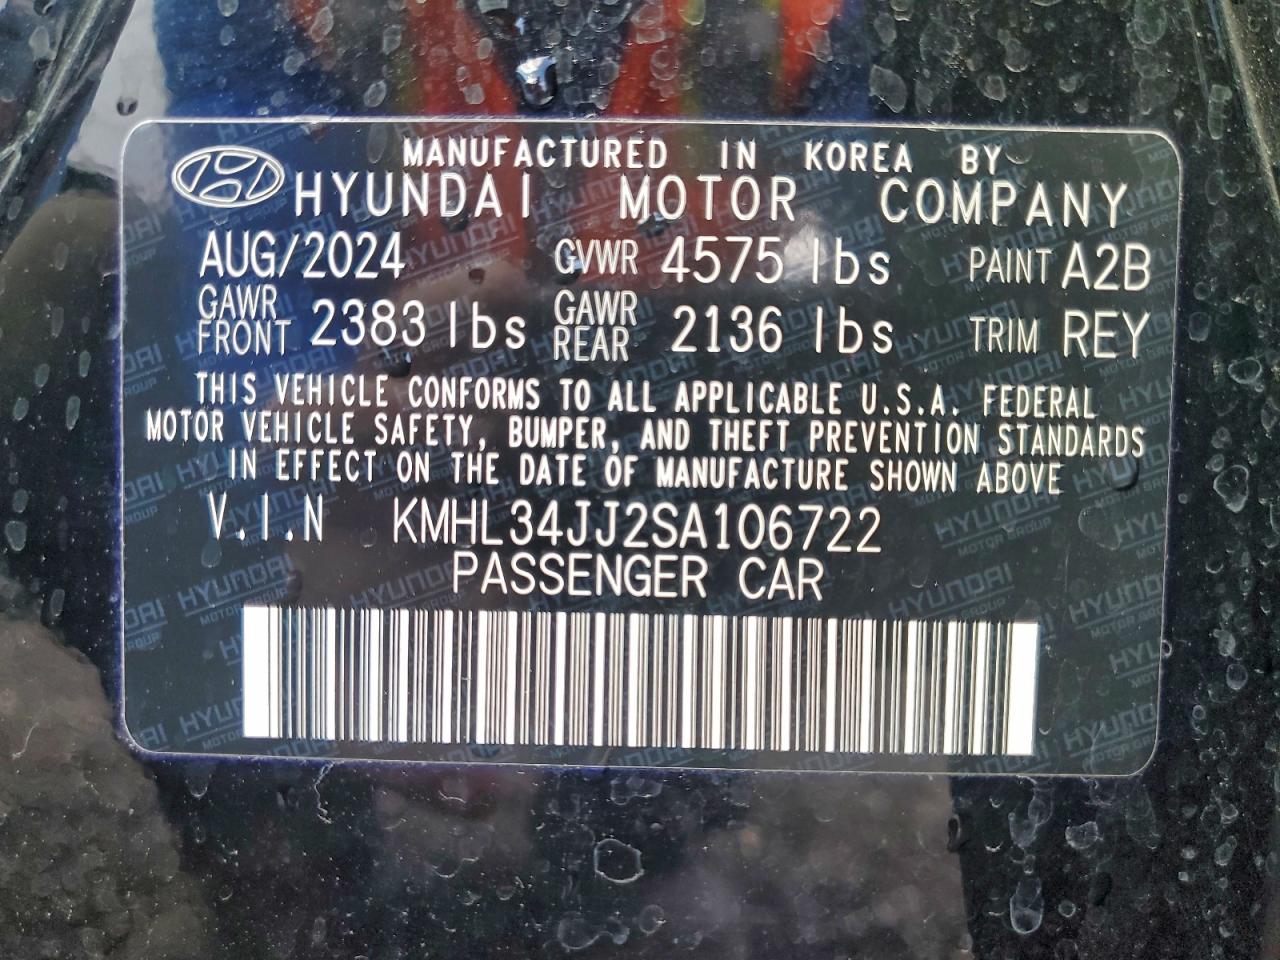 MANUFACTURED IN KOREA BY
HYUNDAI MOTOR COMPANY
AUG/2024 GVWR 4575 lbs PAINT A2B
GAWR FRONT 2383 lbs GAWR REAR 2136 lbs TRIM REY
THIS VEHICLE CONFORMS TO ALL APPLICABLE U.S.A. FEDERAL
MOTOR VEHICLE SAFETY, BUMPER, AND THEFT PREVENTION STANDARDS
IN EFFECT ON THE DATE OF MANUFACTURE SHOWN ABOVE
V.I.N KMHL34JJ2SA106722
PASSENGER CAR